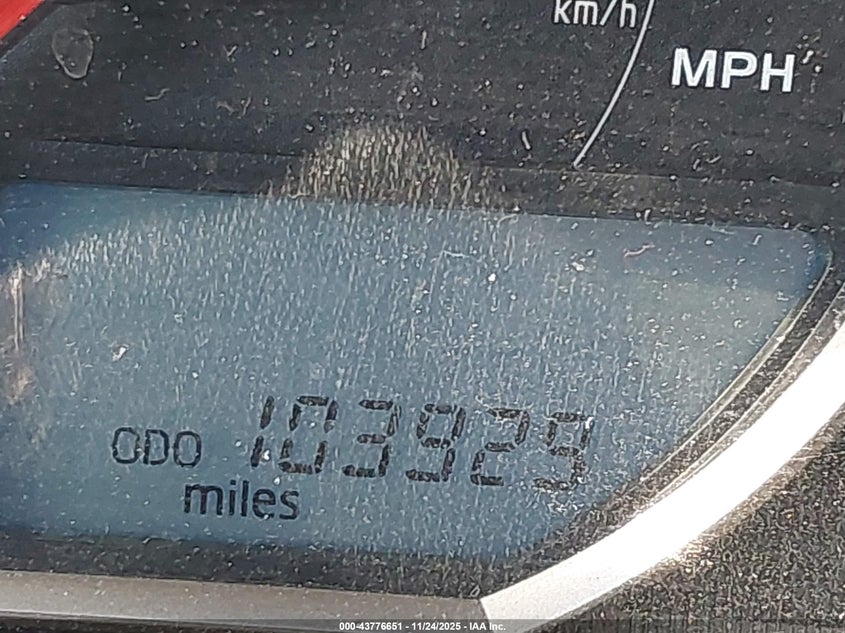 km/h
MPH
ODO 103929
miles
000-43776651 - 11/24/2025 - IAA Inc.